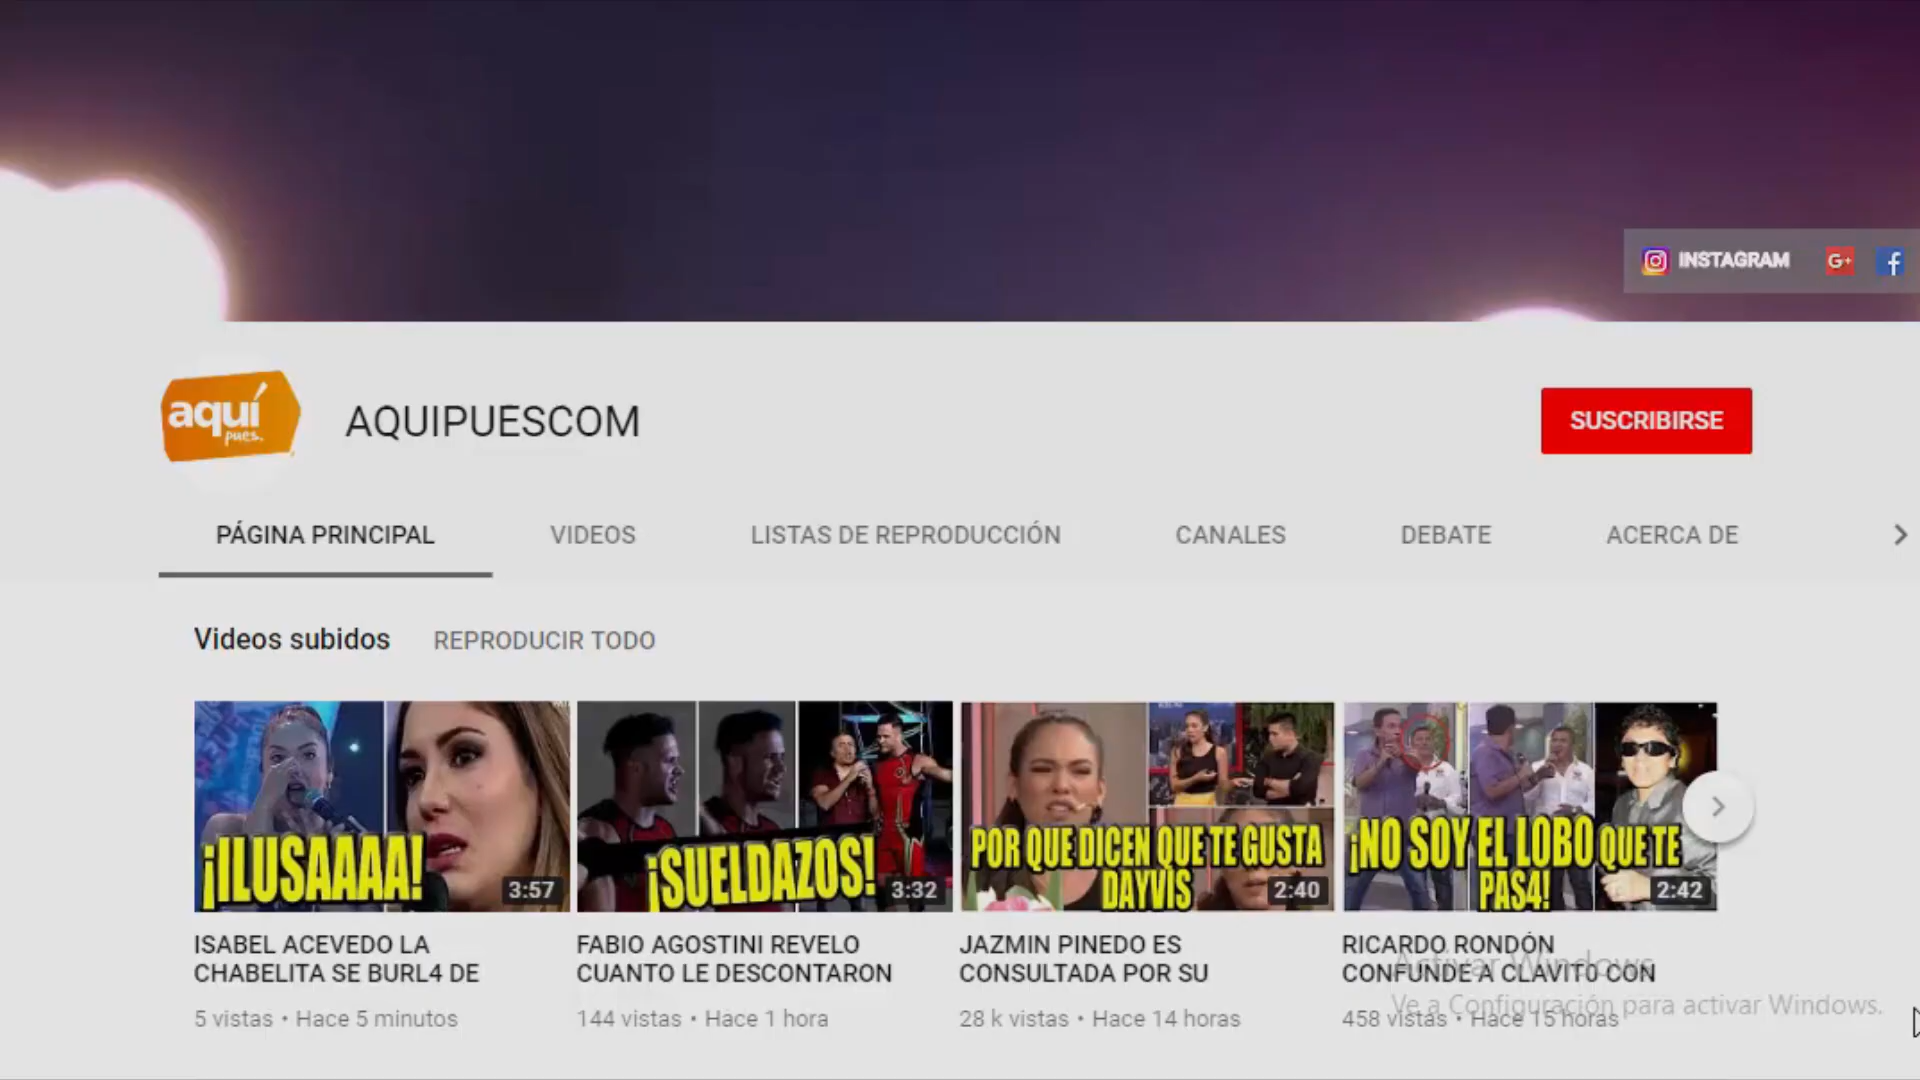 INSTAGRAM
G+
f
aquí
pues.
AQUIPUESCOM
SUSCRIBIRSE
PÁGINA PRINCIPAL
VIDEOS
LISTAS DE REPRODUCCIÓN
CANALES
DEBATE
ACERCA DE
Videos subidos
REPRODUCIR TODO
¡ILUSAAAA!
3:57
¡SUELDAZOS!
3:32
POR QUE DICEN QUE TE GUSTA
DAYVIS
2:40
¡NO SOY EL LOBO QUE TE
PAS4!
2:42
ISABEL ACEVEDO LA
CHABELITA SE BURL4 DE
5 vistas • Hace 5 minutos
FABIO AGOSTINI REVELO
CUANTO LE DESCONTARON
144 vistas • Hace 1 hora
JAZMIN PINEDO ES
CONSULTADA POR SU
28 k vistas • Hace 14 horas
RICARDO RONDÓN
CONFUNDE A CLAVIT0 CON
458 vistas • Hace 15 horas
Activar Windows
Ve a Configuración para activar Windows.